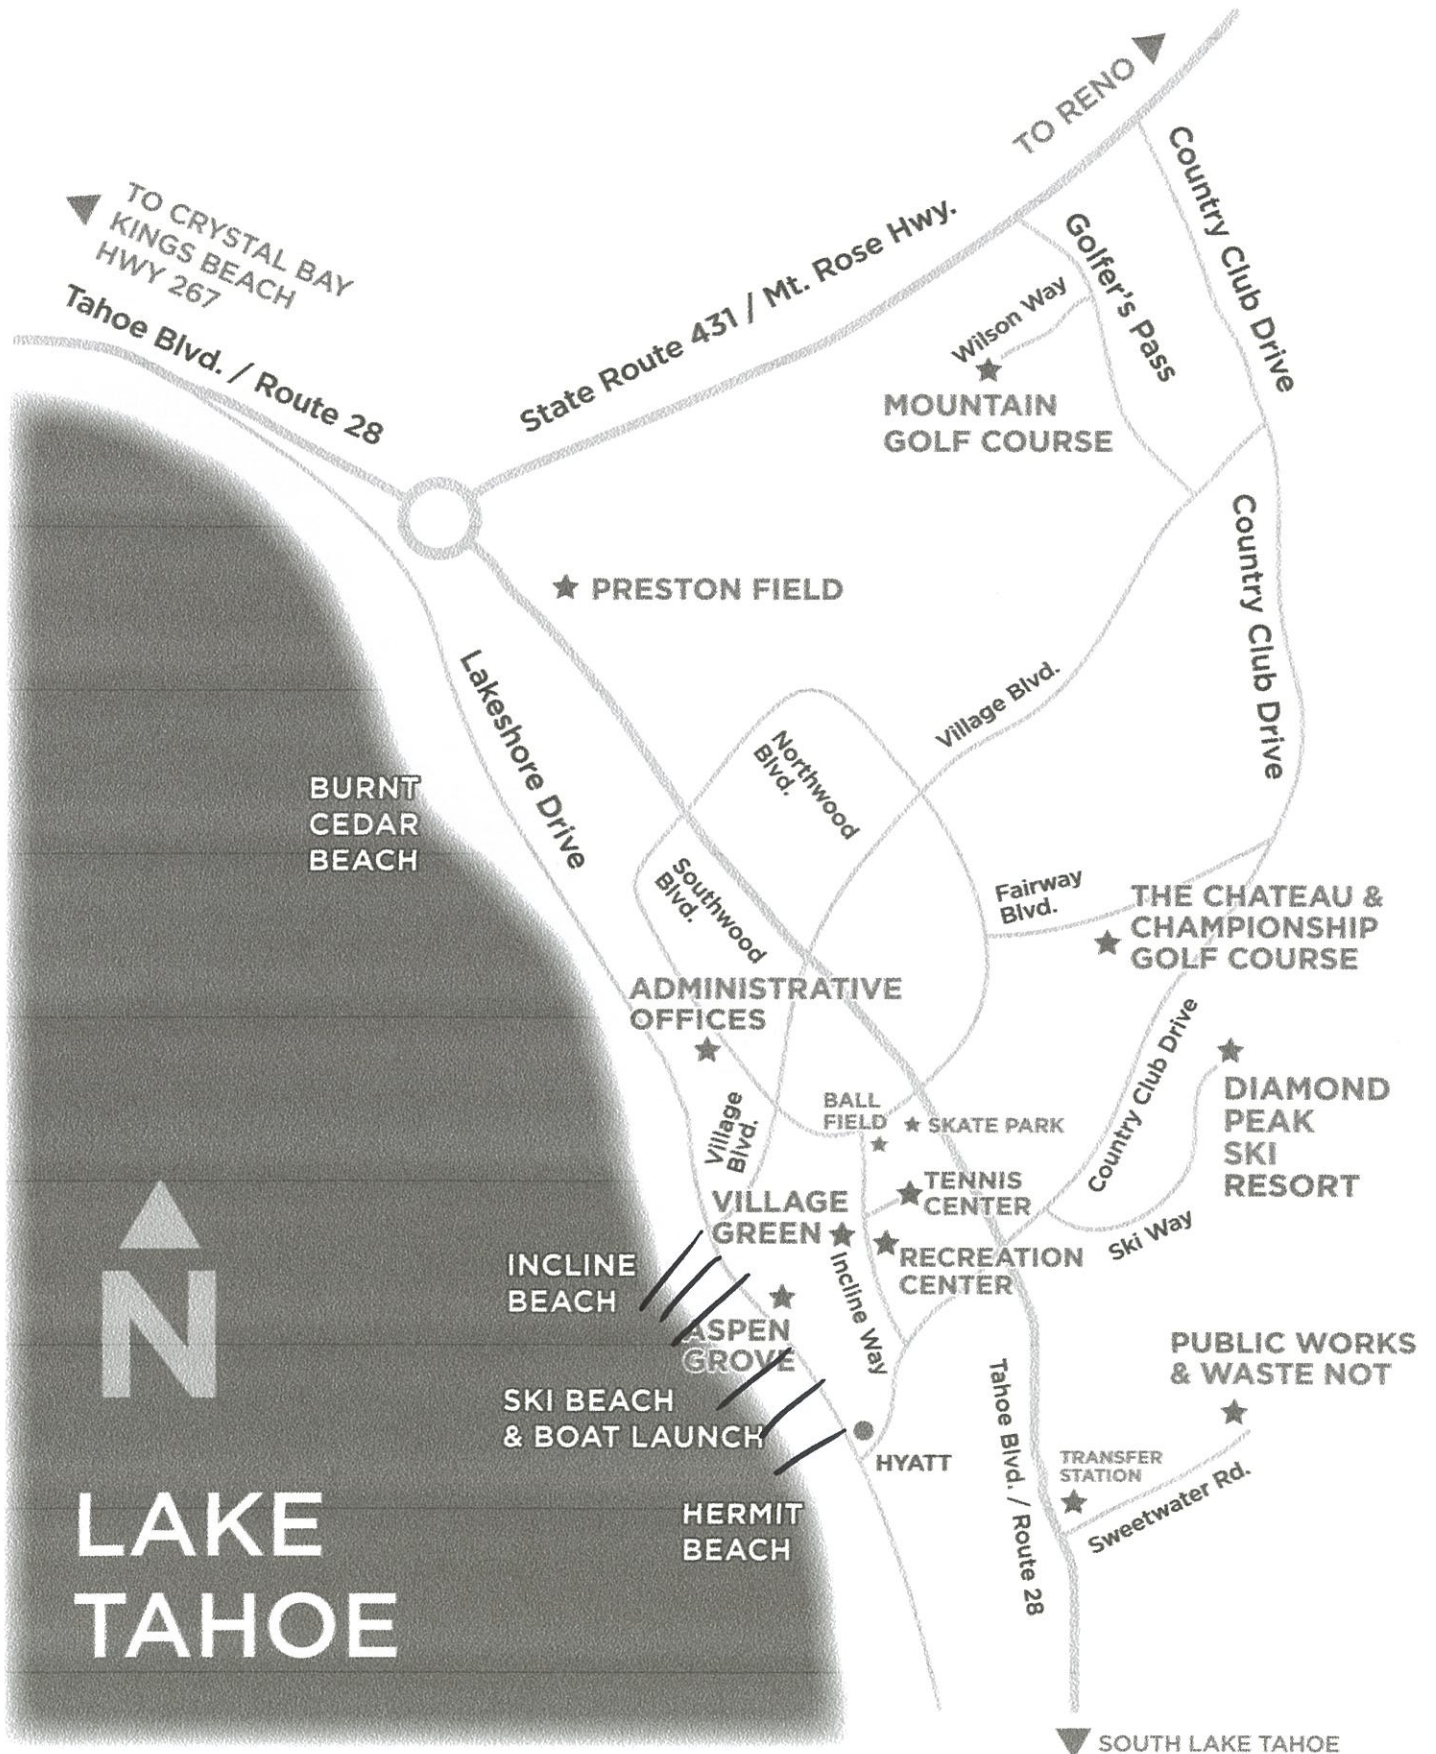 TO RENO
Country Club Drive
TO CRYSTAL BAY
KINGS BEACH
HWY 267
Tahoe Blvd. / Route 28
State Route 431 / Mt. Rose Hwy.
Golfer's Pass
Wilson Way
MOUNTAIN
GOLF COURSE
Country Club Drive
PRESTON FIELD
Lakeshore Drive
Village Blvd.
Northwood
Blvd.
BURNT
CEDAR
BEACH
Southwood
Blvd.
Fairway
Blvd.
THE CHATEAU &
CHAMPIONSHIP
GOLF COURSE
ADMINISTRATIVE
OFFICES
Country Club Drive
DIAMOND
PEAK
SKI
RESORT
Village
Blvd.
BALL
FIELD
SKATE PARK
TENNIS
CENTER
VILLAGE
GREEN
Ski Way
RECREATION
CENTER
INCLINE
BEACH
Incline Way
ASPEN
GROVE
PUBLIC WORKS
& WASTE NOT
SKI BEACH
& BOAT LAUNCH
HYATT
Tahoe Blvd. / Route 28
TRANSFER
STATION
Sweetwater Rd.
HERMIT
BEACH
N
LAKE
TAHOE
SOUTH LAKE TAHOE